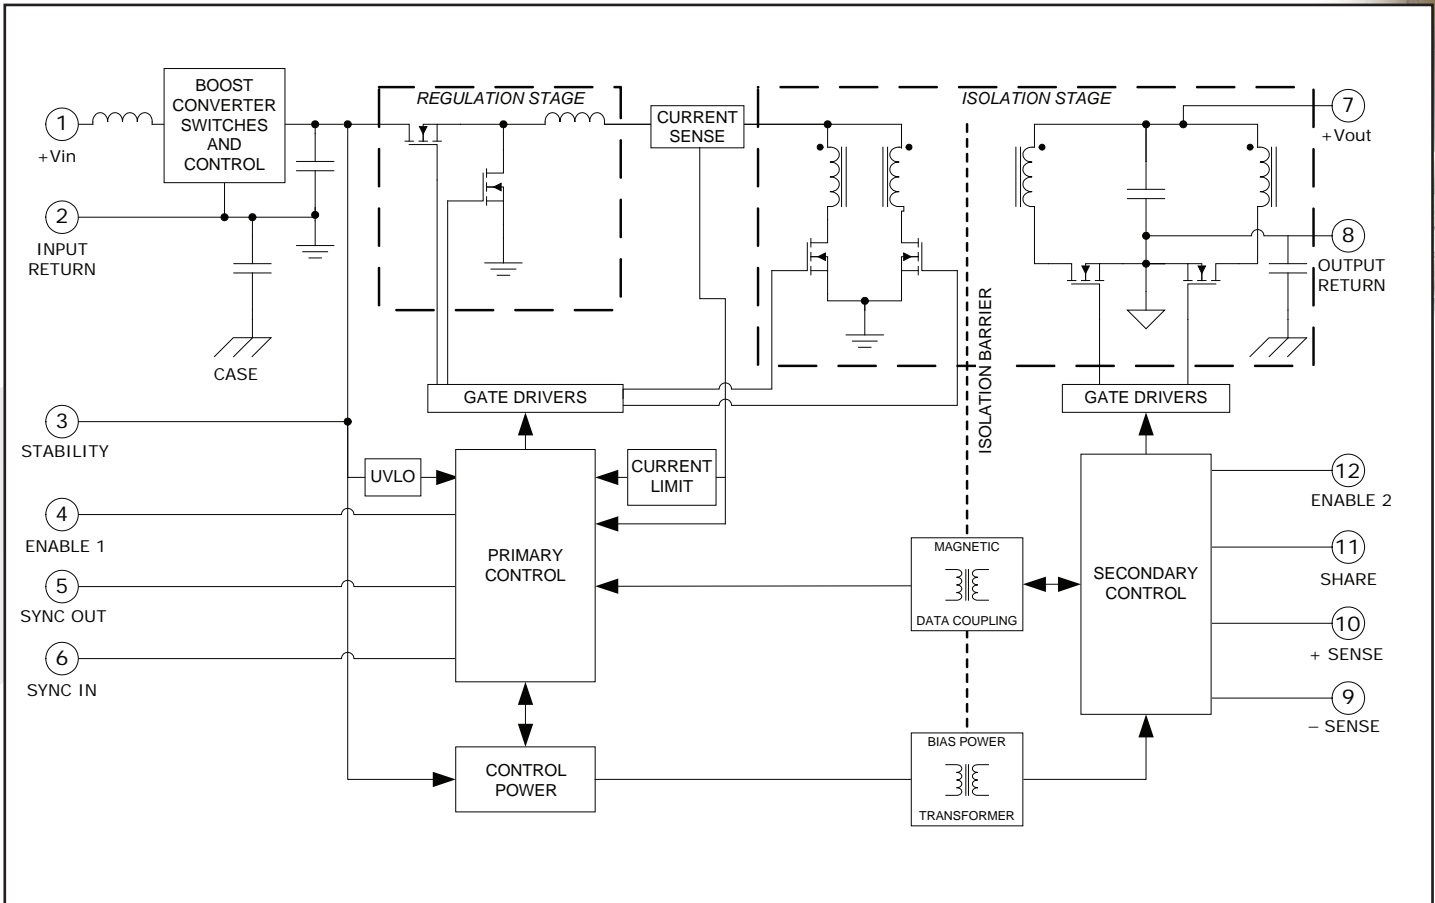 BOOST
CONVERTER
SWITCHES
AND
CONTROL
REGULATION STAGE
CURRENT
SENSE
ISOLATION STAGE
1
+Vin
7
+Vout
2
INPUT
RETURN
8
OUTPUT
RETURN
CASE
ISOLATION BARRIER
GATE DRIVERS
GATE DRIVERS
3
STABILITY
UVLO
CURRENT
LIMIT
12
ENABLE 2
4
ENABLE 1
PRIMARY
CONTROL
MAGNETIC
DATA COUPLING
SECONDARY
CONTROL
11
SHARE
5
SYNC OUT
10
+ SENSE
6
SYNC IN
9
– SENSE
CONTROL
POWER
BIAS POWER
TRANSFORMER